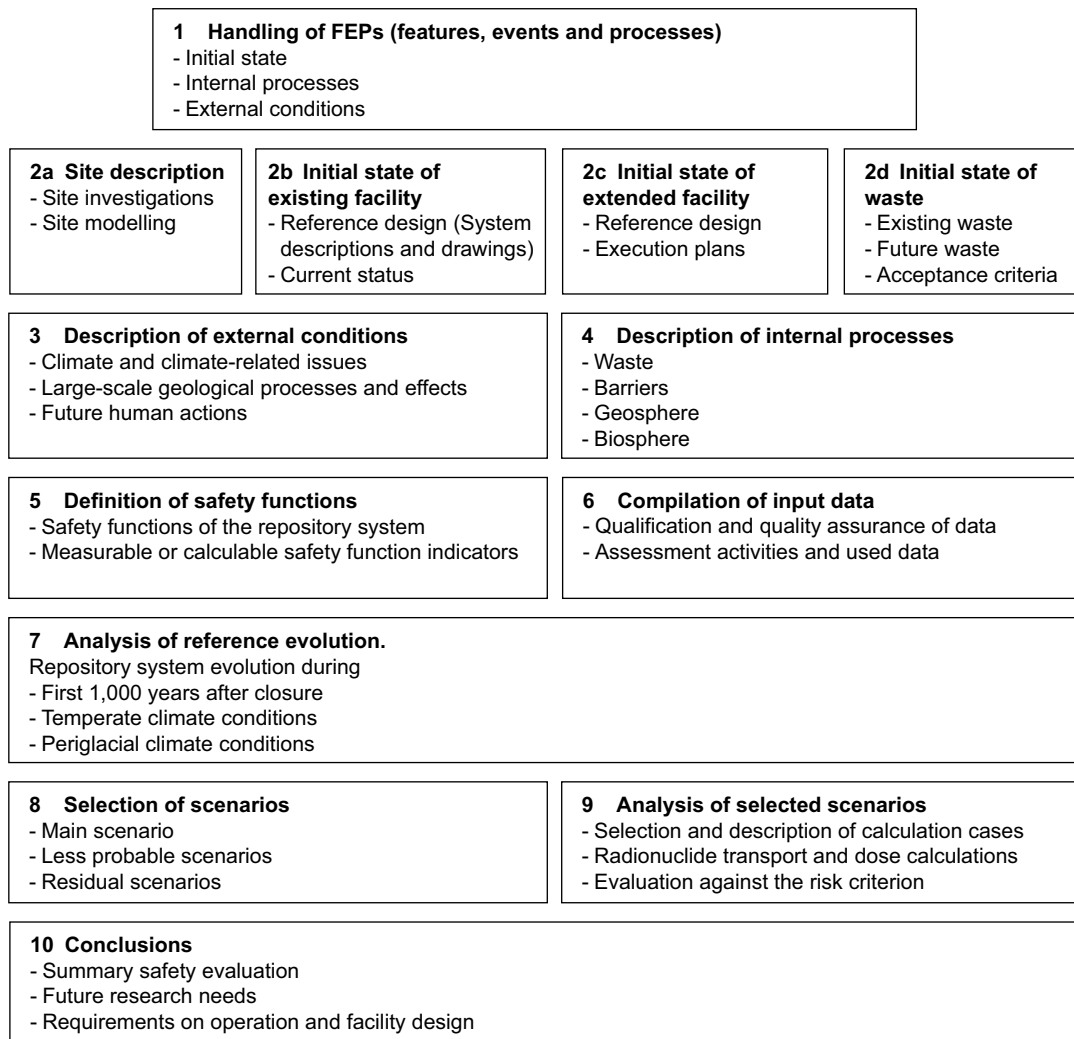 1 Handling of FEPs (features, events and processes)
- Initial state
- Internal processes
- External conditions
2a Site description
- Site investigations
- Site modelling
2b Initial state of
existing facility
- Reference design (System
descriptions and drawings)
- Current status
2c Initial state of
extended facility
- Reference design
- Execution plans
2d Initial state of
waste
- Existing waste
- Future waste
- Acceptance criteria
3 Description of external conditions
- Climate and climate-related issues
- Large-scale geological processes and effects
- Future human actions
4 Description of internal processes
- Waste
- Barriers
- Geosphere
- Biosphere
5 Definition of safety functions
- Safety functions of the repository system
- Measurable or calculable safety function indicators
6 Compilation of input data
- Qualification and quality assurance of data
- Assessment activities and used data
7 Analysis of reference evolution.
Repository system evolution during
- First 1,000 years after closure
- Temperate climate conditions
- Periglacial climate conditions
8 Selection of scenarios
- Main scenario
- Less probable scenarios
- Residual scenarios
9 Analysis of selected scenarios
- Selection and description of calculation cases
- Radionuclide transport and dose calculations
- Evaluation against the risk criterion
10 Conclusions
- Summary safety evaluation
- Future research needs
- Requirements on operation and facility design